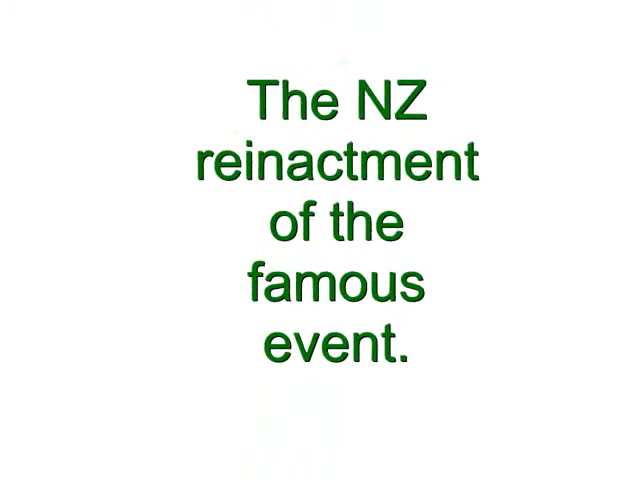 The NZ
reinactment
of the
famous
event.